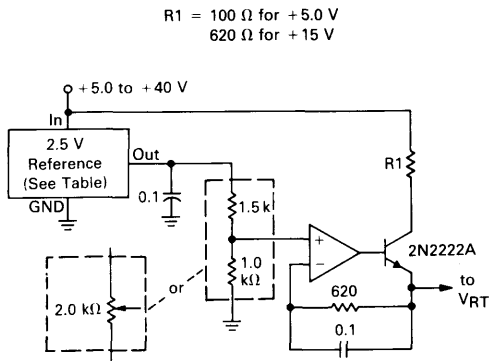 R1 = 100 Ω for +5.0 V
620 Ω for +15 V
+5.0 to +40 V
In
2.5 V
Reference
(See Table)
Out
GND
0.1
1.5 k
1.0
kΩ
2.0 kΩ
or
+
−
R1
2N2222A
620
0.1
to
VRT